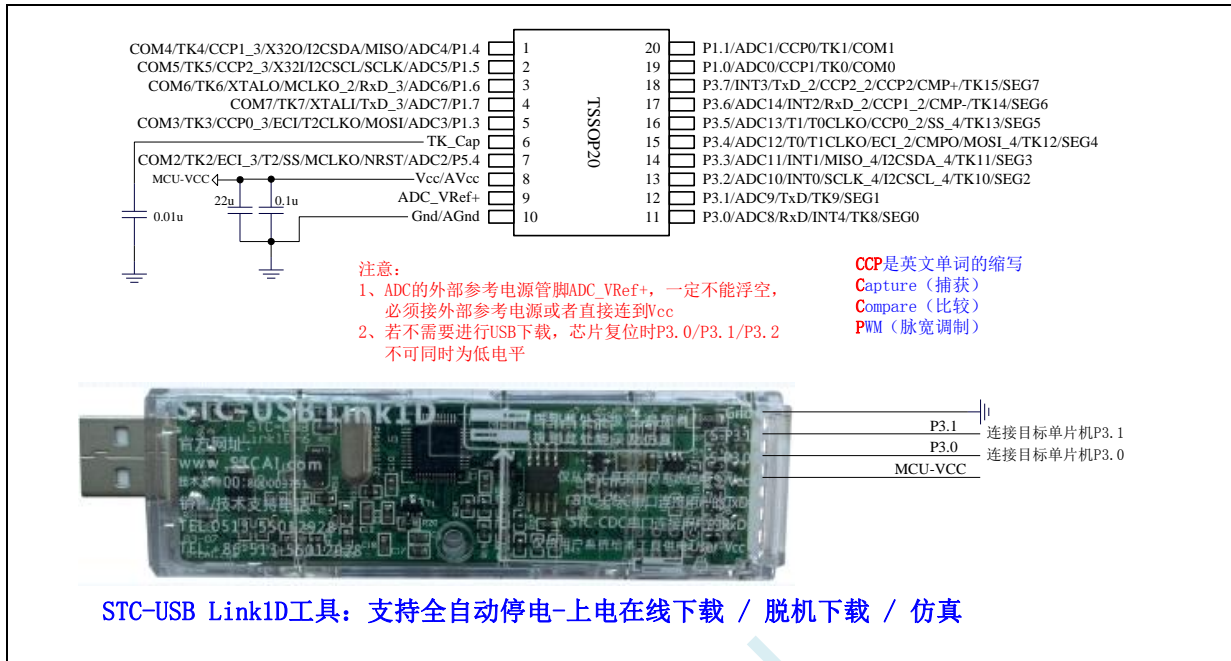 COM4/TK4/CCP1_3/X32O/I2CSDA/MISO/ADC4/P1.4 1
COM5/TK5/CCP2_3/X32I/I2CSCL/SCLK/ADC5/P1.5 2
COM6/TK6/XTALO/MCLKO_2/RxD_3/ADC6/P1.6 3
COM7/TK7/XTALI/TxD_3/ADC7/P1.7 4
COM3/TK3/CCP0_3/ECI/T2CLKO/MOSI/ADC3/P1.3 5
TK_Cap 6
COM2/TK2/ECI_3/T2/SS/MCLKO/NRST/ADC2/P5.4 7
Vcc/AVcc 8
ADC_VRef+ 9
Gnd/AGnd 10
TSSOP20
20 P1.1/ADC1/CCP0/TK1/COM1
19 P1.0/ADC0/CCP1/TK0/COM0
18 P3.7/INT3/TxD_2/CCP2_2/CCP2/CMP+/TK15/SEG7
17 P3.6/ADC14/INT2/RxD_2/CCP1_2/CMP-/TK14/SEG6
16 P3.5/ADC13/T1/T0CLKO/CCP0_2/SS_4/TK13/SEG5
15 P3.4/ADC12/T0/T1CLKO/ECI_2/CMPO/MOSI_4/TK12/SEG4
14 P3.3/ADC11/INT1/MISO_4/I2CSDA_4/TK11/SEG3
13 P3.2/ADC10/INT0/SCLK_4/I2CSCL_4/TK10/SEG2
12 P3.1/ADC9/TxD/TK9/SEG1
11 P3.0/ADC8/RxD/INT4/TK8/SEG0
MCU-VCC
22u
0.1u
0.01u
注意:
1、ADC的外部参考电源管脚ADC_VRef+,一定不能浮空,
必须接外部参考电源或者直接连到Vcc
2、若不需要进行USB下载,芯片复位时P3.0/P3.1/P3.2
不可同时为低电平
CCP是英文单词的缩写
Capture(捕获)
Compare(比较)
PWM(脉宽调制)
STC-USB Link1D
官方网址:
www.STCAI.com
TEL:0513-55012928
Gnd
P3.1 连接目标单片机P3.1
P3.0 连接目标单片机P3.0
MCU-VCC
User-Vcc
STC-USB Link1D工具: 支持全自动停电-上电在线下载 / 脱机下载 / 仿真